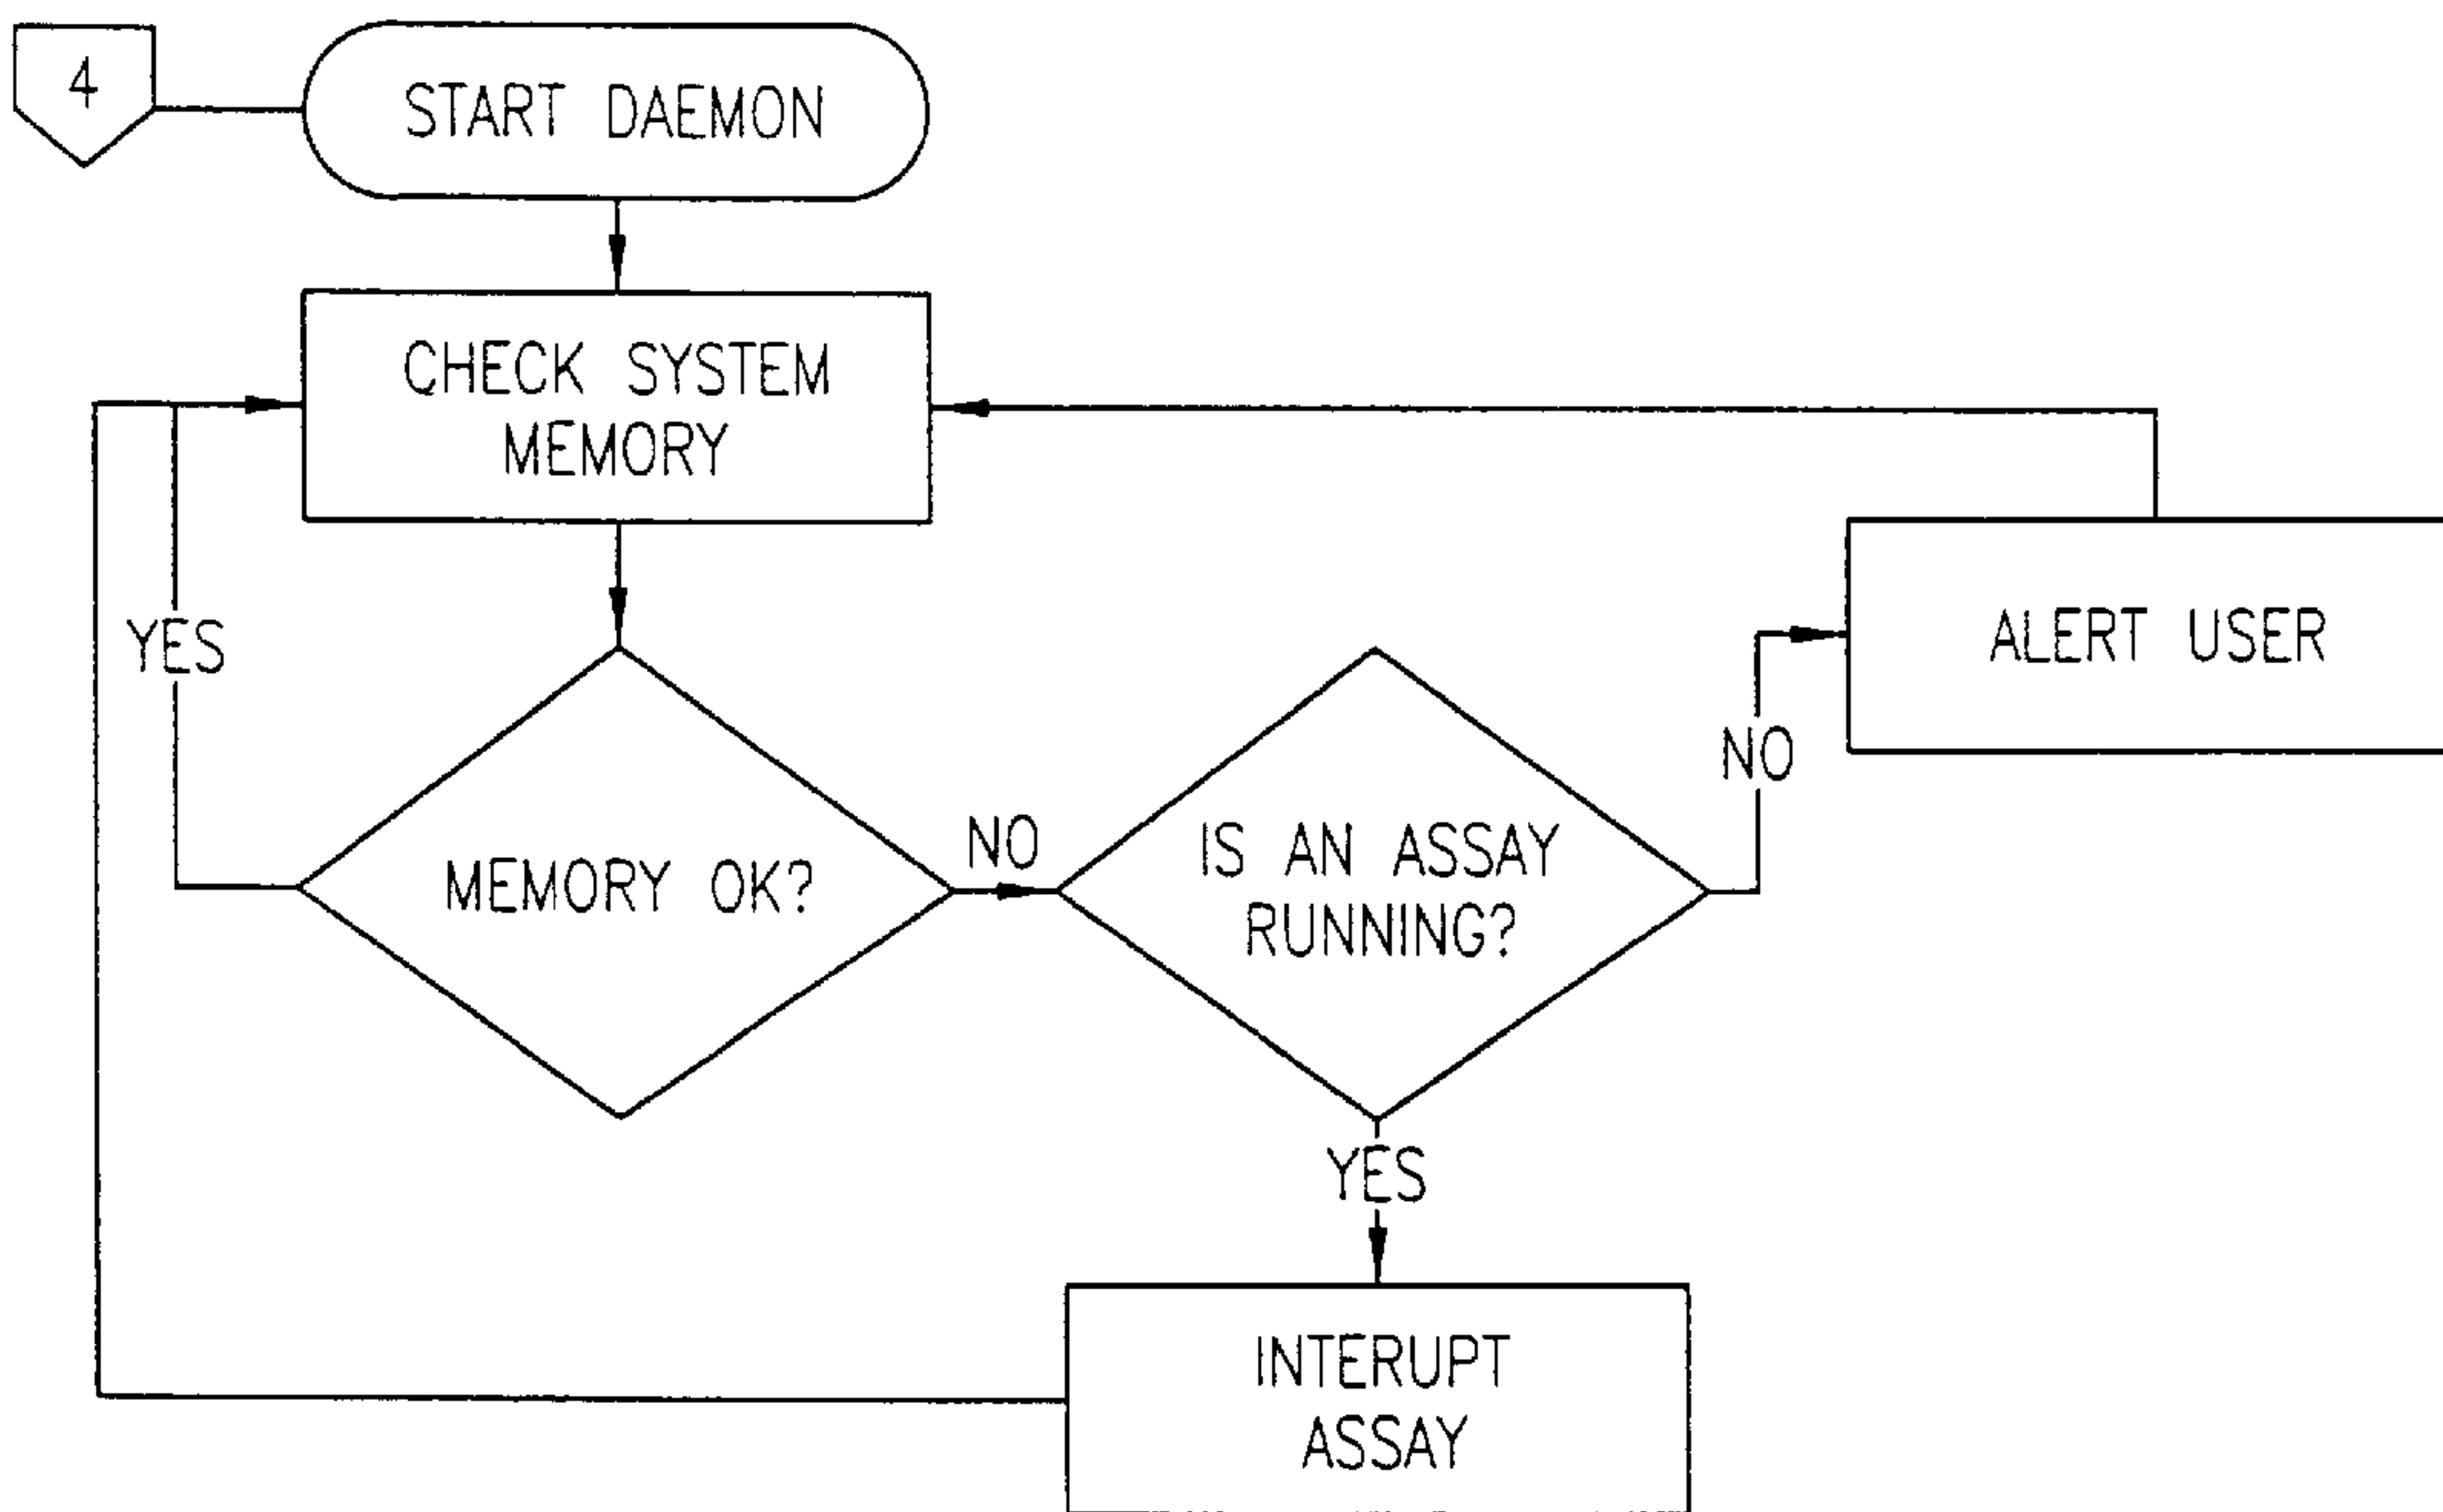 4
START DAEMON
CHECK SYSTEM
MEMORY
YES
ALERT USER
NO
MEMORY OK?
NO
IS AN ASSAY
RUNNING?
YES
INTERUPT
ASSAY